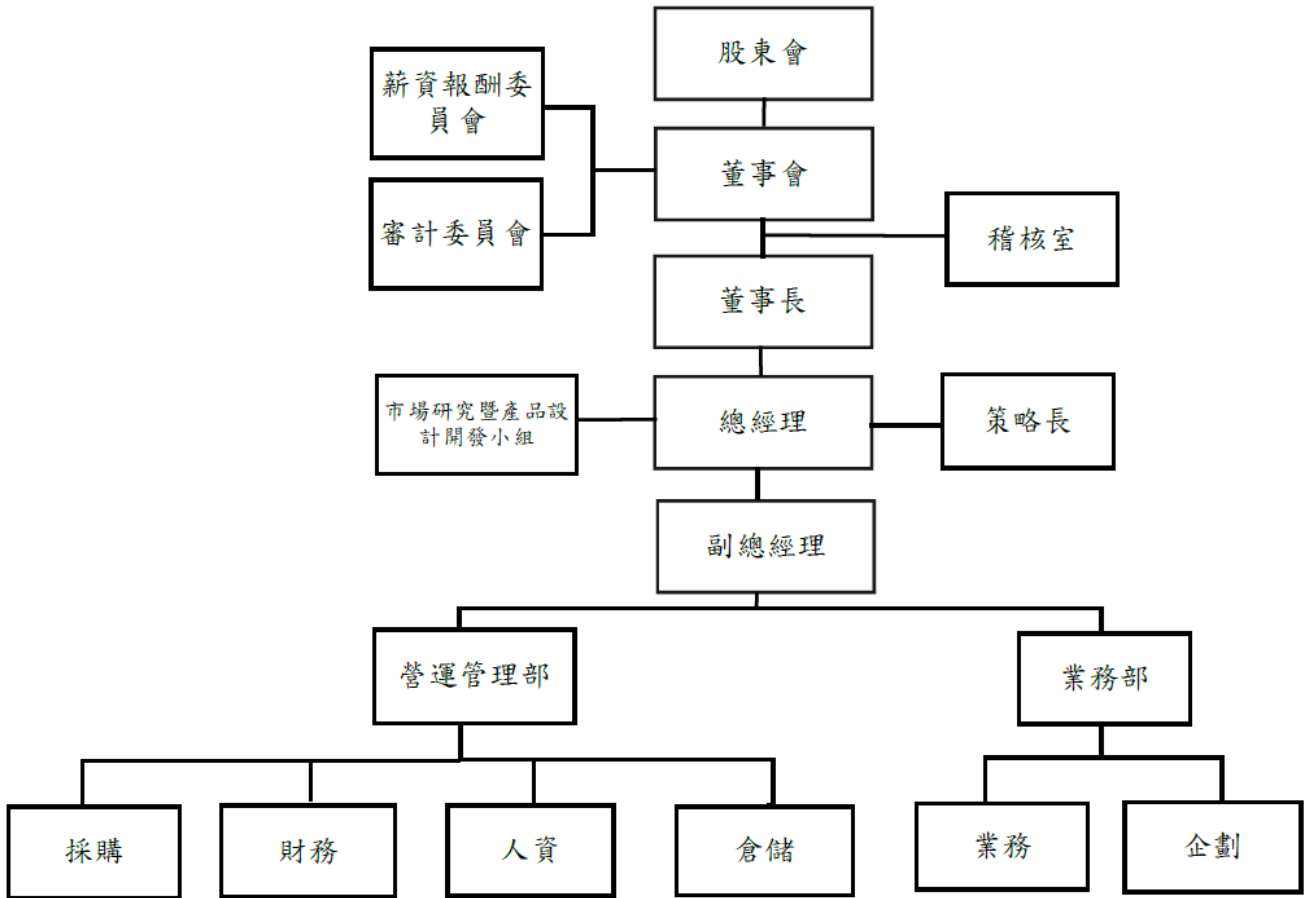 股東會
薪資報酬委
員會
董事會
審計委員會
稽核室
董事長
市場研究暨產品設
計開發小組
總經理
策略長
副總經理
營運管理部
業務部
採購
財務
人資
倉儲
業務
企劃